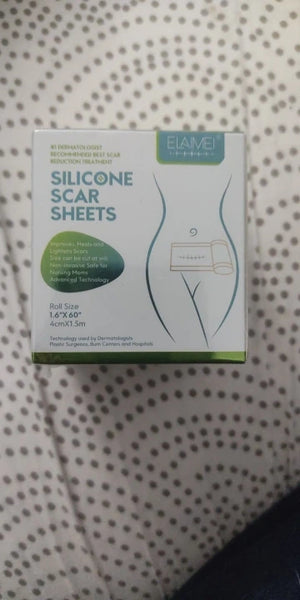 ELAIMEI
#1 DERMATOLOGIST
RECOMMENDED BEST SCAR
REDUCTION TREATMENT
SILICONE
SCAR
SHEETS
Improves, Heals and
Lightens Scars
Size can be cut at will
Non-invasive Safe for
Nursing Moms
Advanced Technology
Roll Size
1.6"X 60"
4cmX1.5m
Technology used by Dermatologists
Plastic Surgeons, Burn Centers and Hospitals